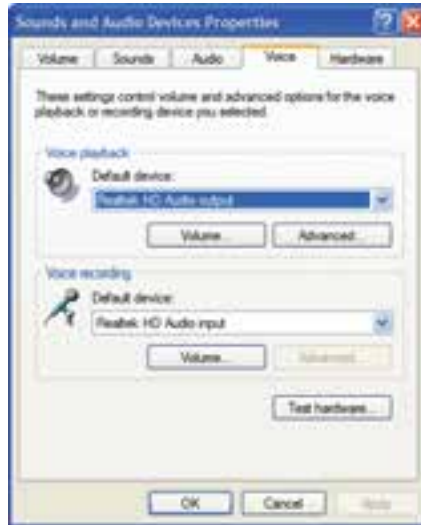 Sounds and Audio Devices Properties
Volume Sounds Audio Voice Hardware
These settings control volume and advanced options for the voice
playback or recording device you selected.
Voice playback
Default device:
Realtek HD Audio output
Volume... Advanced...
Voice recording
Default device:
Realtek HD Audio input
Volume... Advanced...
Test hardware...
OK Cancel Apply